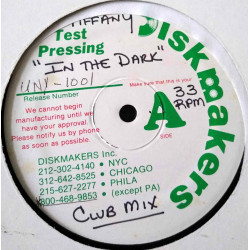 TIFFANY
Test
Pressing
"IN THE DARK"
UNI-1001
Release Number
Make sure that this is your
A
SIDE
33
RPM
We cannot begin
manufacturing until we
have your approval.
Please notify us by phone
as soon as possible.
DISKMAKERS Inc.
212-302-4140 • NYC
312-642-8525 • CHICAGO
215-627-2277 • PHILA
800-468-9853 (except PA)
CLUB MIX
Diskmakers